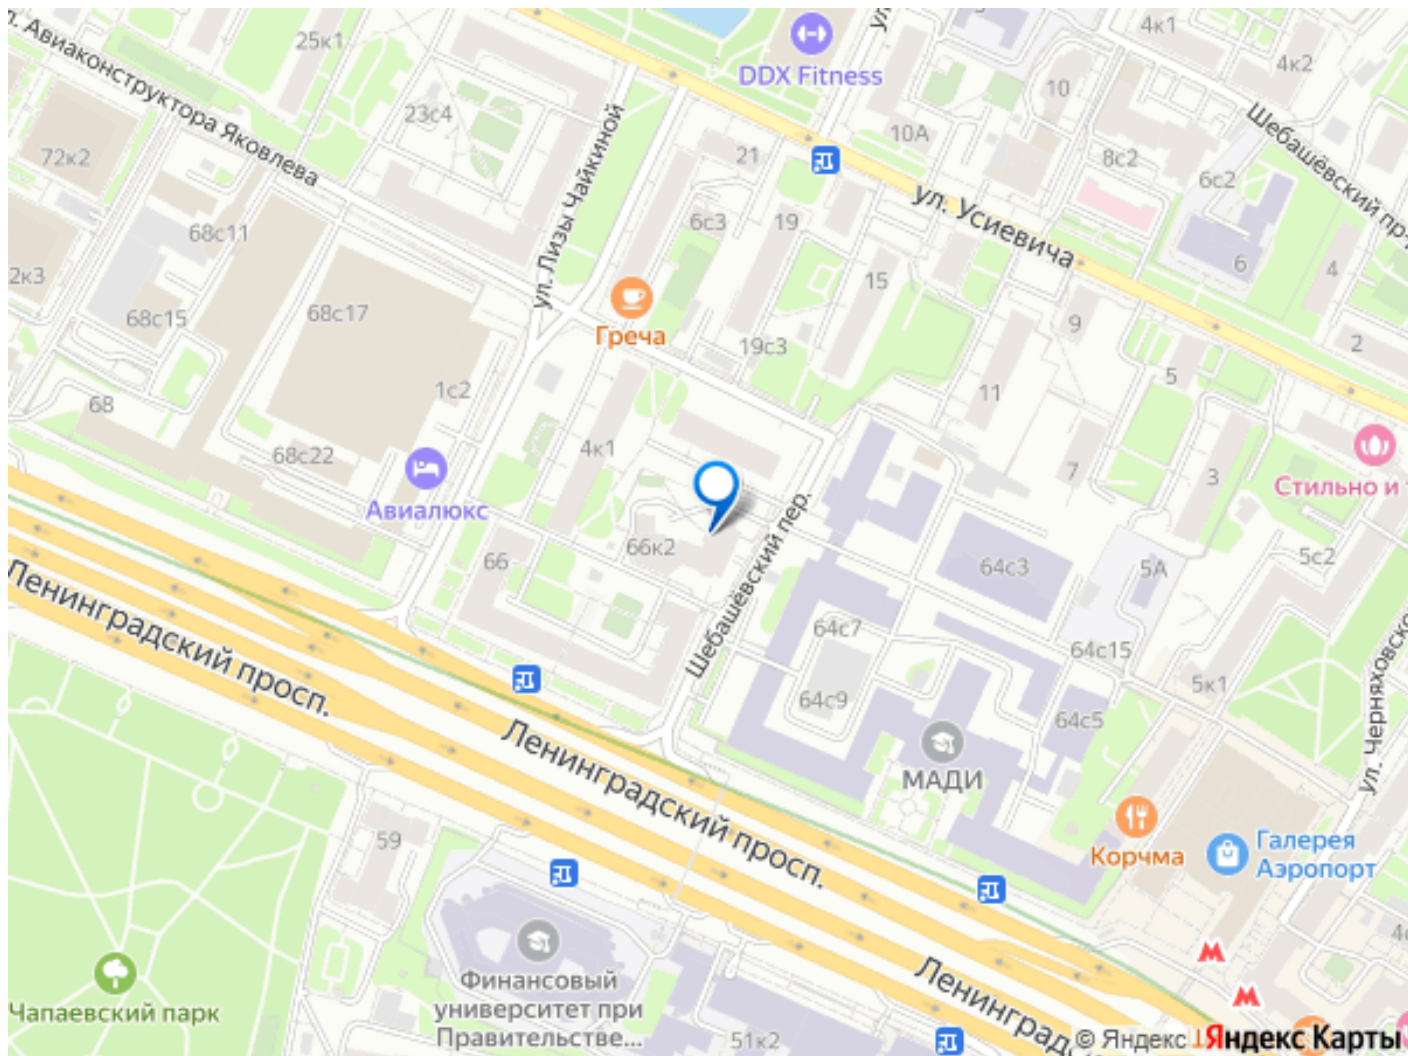 л. Авиаконструктора Яковлева
25к1
DDX Fitness
ул
4к1
4к2
10
23с4
10А
Шебашёвский пр-д
72к2
21
8с2
6с2
ул. Лизы Чайкиной
ул. Усиевича
68с11
6с3
19
6
4
2к3
15
68с15
68с17
Греча
9
19с3
2
5
1с2
11
68
4к1
68с22
7
3
Стильно и
Авиалюкс
66к2
66
64с3
5А
5с2
Шебашёвский пер.
Ленинградский просп.
64с7
64с15
5к1
64с9
64с5
ул. Черняховско
Ленинградский просп.
МАДИ
59
Корчма
Галерея
Аэропорт
Финансовый
университет при
Правительстве...
Чапаевский парк
51к2
Ленинград
© Яндекс
Яндекс Карты